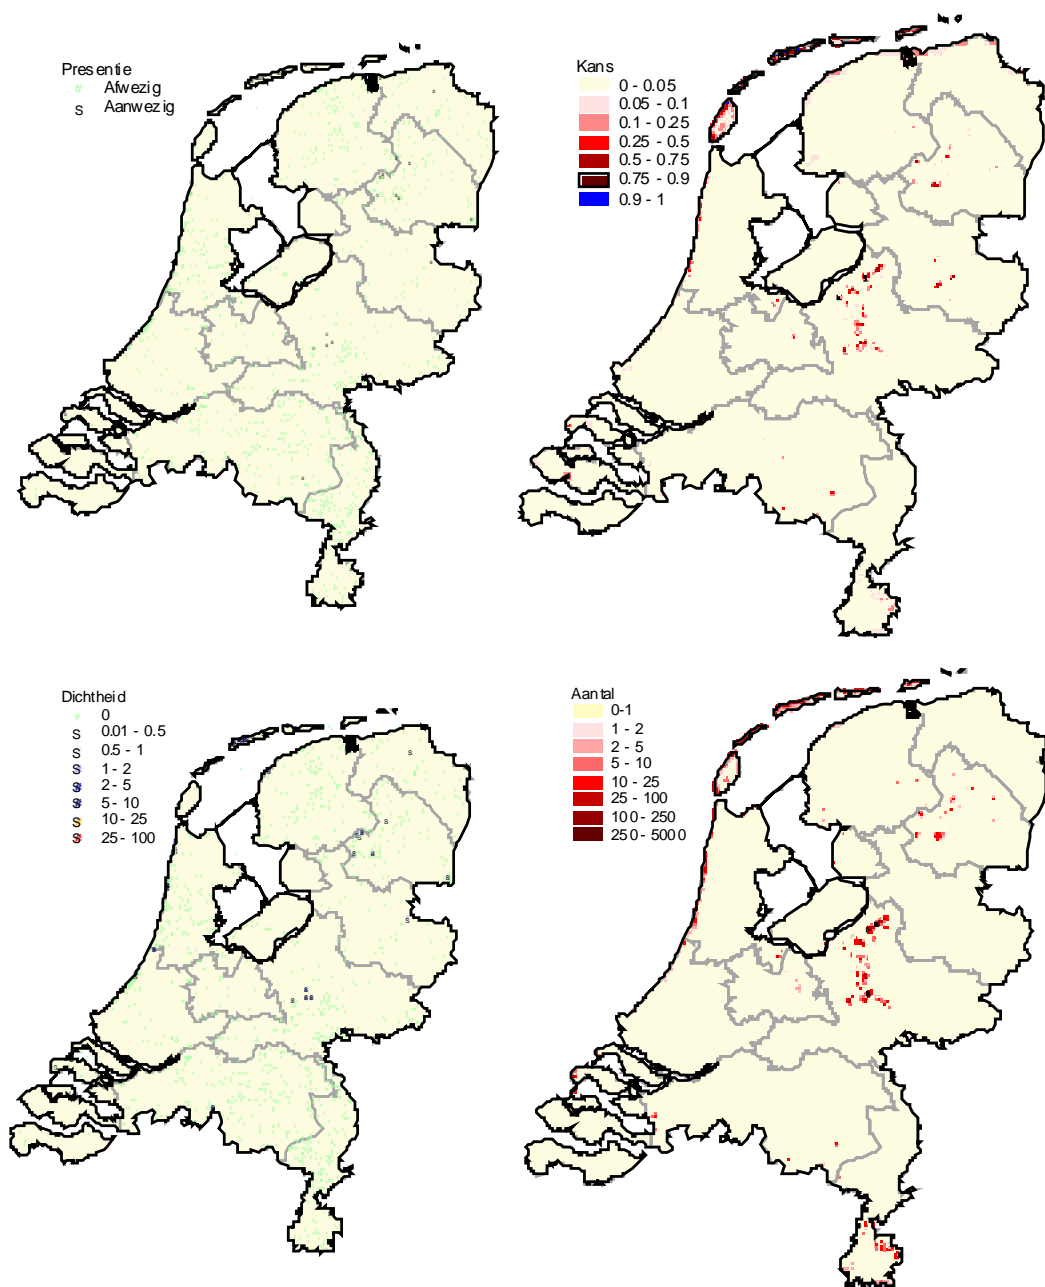 Presentie
# Afwezig
S Aanwezig
Kans
0 - 0.05
0.05 - 0.1
0.1 - 0.25
0.25 - 0.5
0.5 - 0.75
0.75 - 0.9
0.9 - 1
Dichtheid
# 0
S 0.01 - 0.5
S 0.5 - 1
S 1 - 2
S 2 - 5
S 5 - 10
S 10 - 25
S 25 - 100
Aantal
0-1
1 - 2
2 - 5
5 - 10
10 - 25
25 - 100
100 - 250
250 - 5000